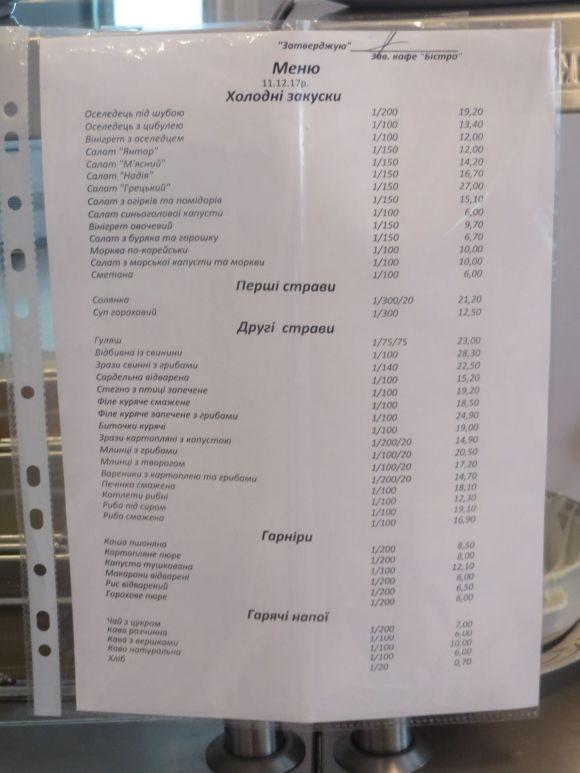 "Затверджую"
зав. кафе "Бістро"
Меню
11.12.17р.
Холодні закуски
Оселедець під шубою 1/200 19,20
Оселедець з цибулею 1/100 13,40
Вінігрет з оселедцем 1/100 12,00
Салат "Янтар" 1/150 12,00
Салат "М'ясний" 1/150 14,20
Салат "Надія" 1/150 16,70
Салат "Грецький" 1/150 27,00
Салат з огірків та помідорів 1/150 15,10
Салат синьоголової капусти 1/100 6,00
Вінігрет овочевий 1/150 9,70
Салат з буряка та горошку 1/150 6,70
Морква по-корейськи 1/100 10,00
Салат з морської капусти та моркви 1/100 10,00
Сметана 1/100 6,00
Перші страви
Солянка 1/300/20 21,20
Суп гороховий 1/300 12,50
Другі страви
Гуляш 1/75/75 23,00
Відбивна із свинини 1/100 28,30
Зрази свинні з грибами 1/140 22,50
Сардельна відварена 1/100 15,20
Стегно з птиці запечене 1/100 19,20
Філе куряче смажене 1/100 18,50
Філе куряче запечене з грибами 1/100 24,90
Биточки курячі 1/100 19,00
Зрази картопляні з капустою 1/200/20 14,90
Млинці з грибами 1/100/20 20,50
Млинці з творогом 1/100/20 17,20
Вареники з картоплею та грибами 1/200/20 14,70
Печінка смажена 1/100 18,10
Котлети рибні 1/100 12,30
Риба під сиром 1/100 19,10
Риба смажена 1/100 16,90
Гарніри
Каша пшоняна 1/200 8,50
Картопляне пюре 1/200 8,00
Капуста тушкована 1/100 12,10
Макарони відварені 1/200 6,00
Рис відварений 1/200 6,50
Горохове пюре 1/200 6,00
Гарячі напої
Чай з цукром 1/200 7,00
Кава розчинна 1/100 6,00
Кава з вершками 1/100 10,00
Кава натуральна 1/100 6,00
Хліб 1/20 0,70